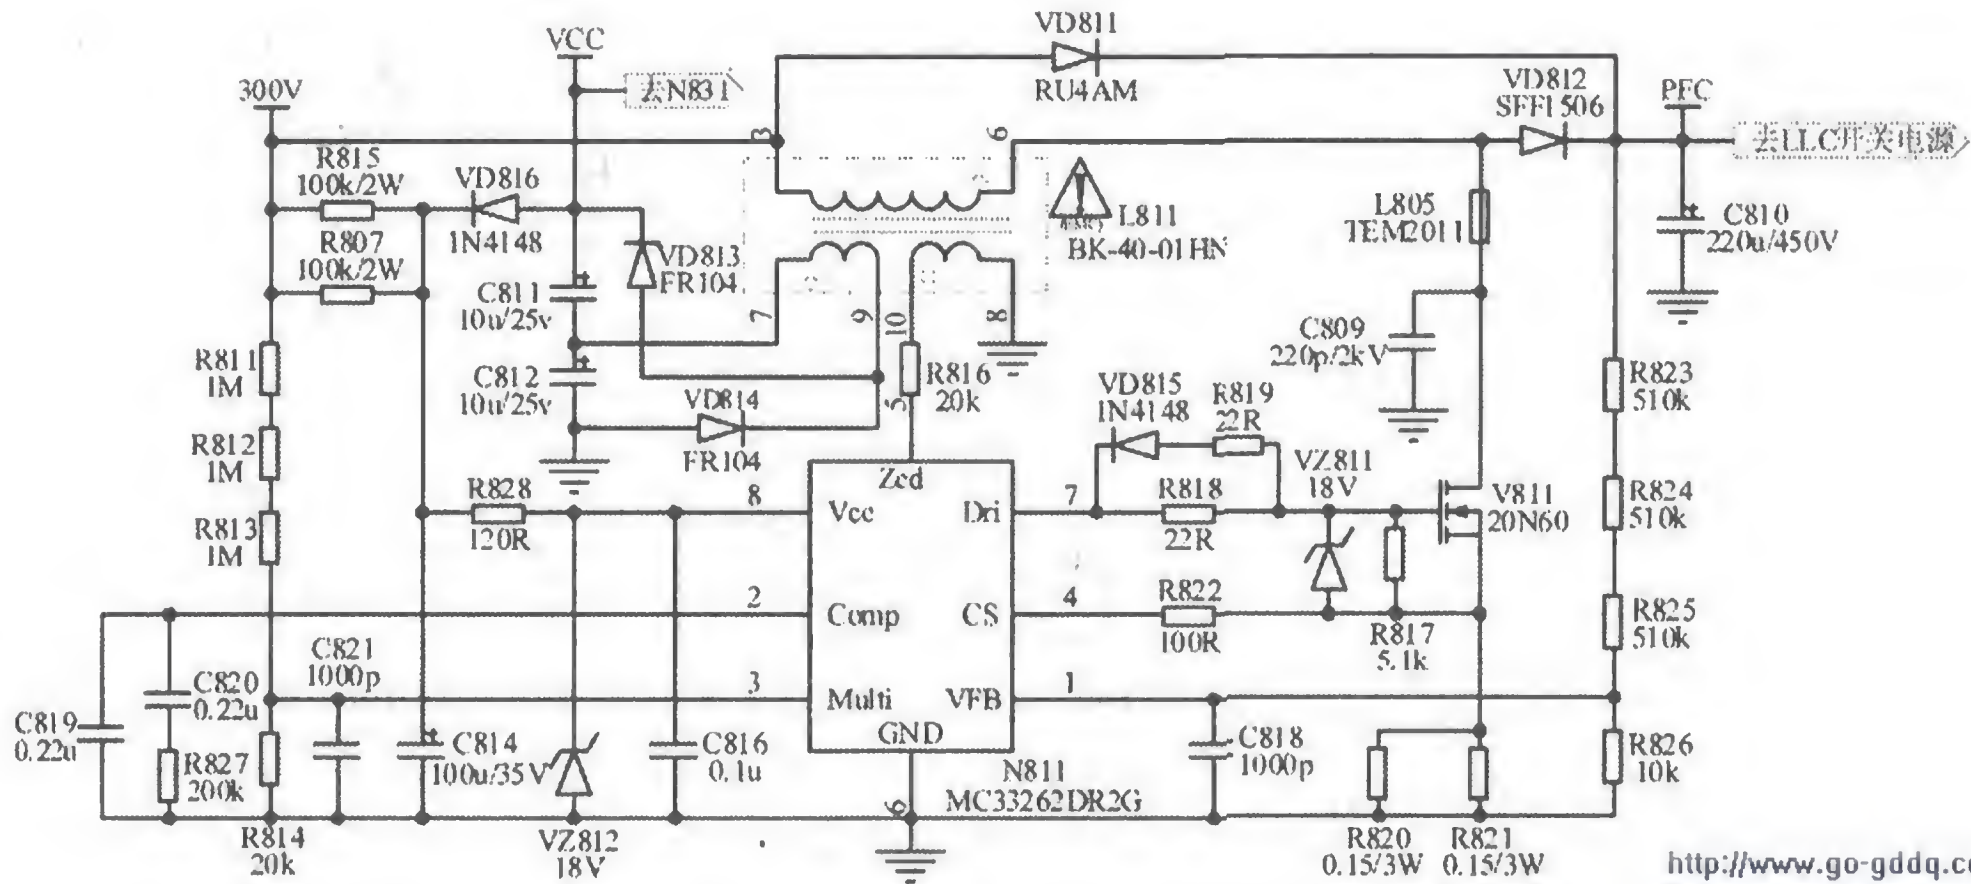 VD811
RU4AM
VCC
去N831
300V
VD812
SFF1506
PFC
去LLC开关电源
3
6
R815
100k/2W
VD816
1N4148
R807
100k/2W
VD813
FR104
L811
BK-40-01HN
L805
TEM2011
C810
220u/450V
C811
10u/25v
7
9
10
8
C809
220p/2kV
R811
1M
C812
10u/25v
R816
20k
5
VD814
FR104
VD815
1N4148
R819
22R
R823
510k
R812
1M
Zcd
VZ811
18V
R828
120R
8
Vcc
Dri
7
R818
22R
V811
20N60
R824
510k
R813
1M
2
Comp
CS
4
R822
100R
R817
5.1k
R825
510k
C821
1000p
C820
0.22u
3
Multi
VFB
1
GND
C819
0.22u
R827
200k
C814
100u/35V
C816
0.1u
C818
1000p
R826
10k
N811
MC33262DR2G
6
R814
20k
VZ812
18V
R820
0.15/3W
R821
0.15/3W
http://www.go-gddq.c